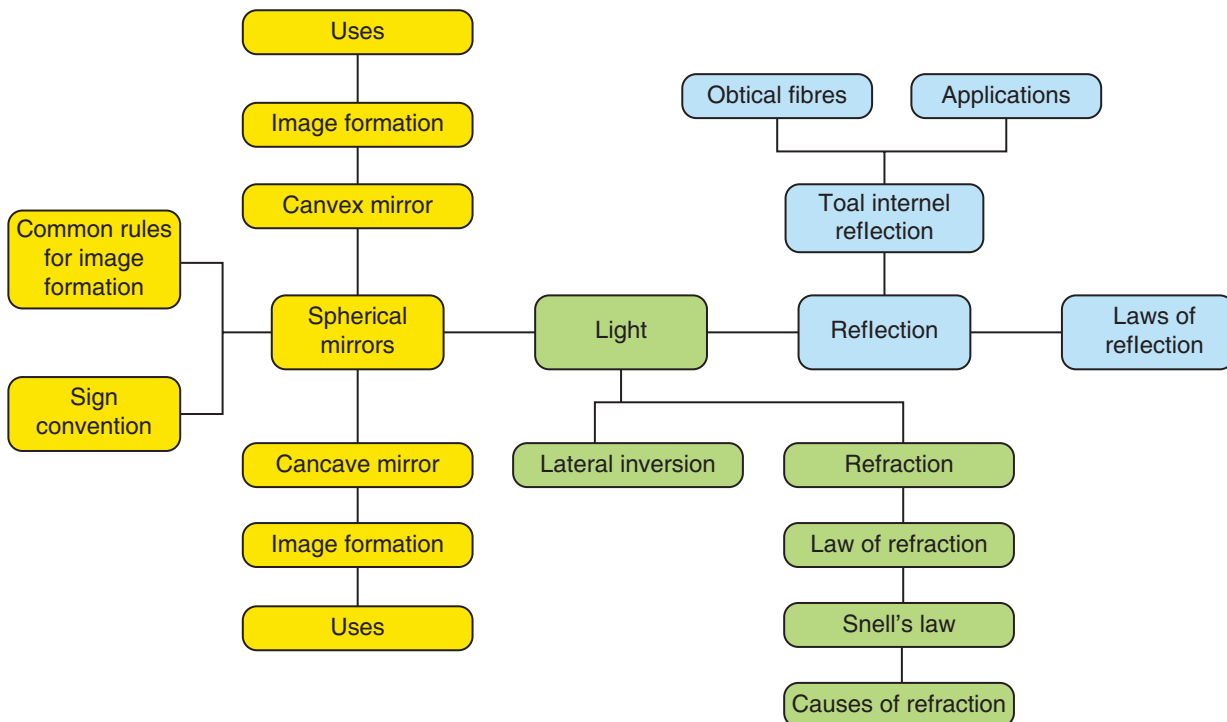 Uses
Obtical fibres
Applications
Image formation
Canvex mirror
Toal internel
reflection
Common rules
for image
formation
Spherical
mirrors
Light
Reflection
Laws of
reflection
Sign
convention
Cancave mirror
Lateral inversion
Refraction
Image formation
Law of refraction
Uses
Snell's law
Causes of refraction